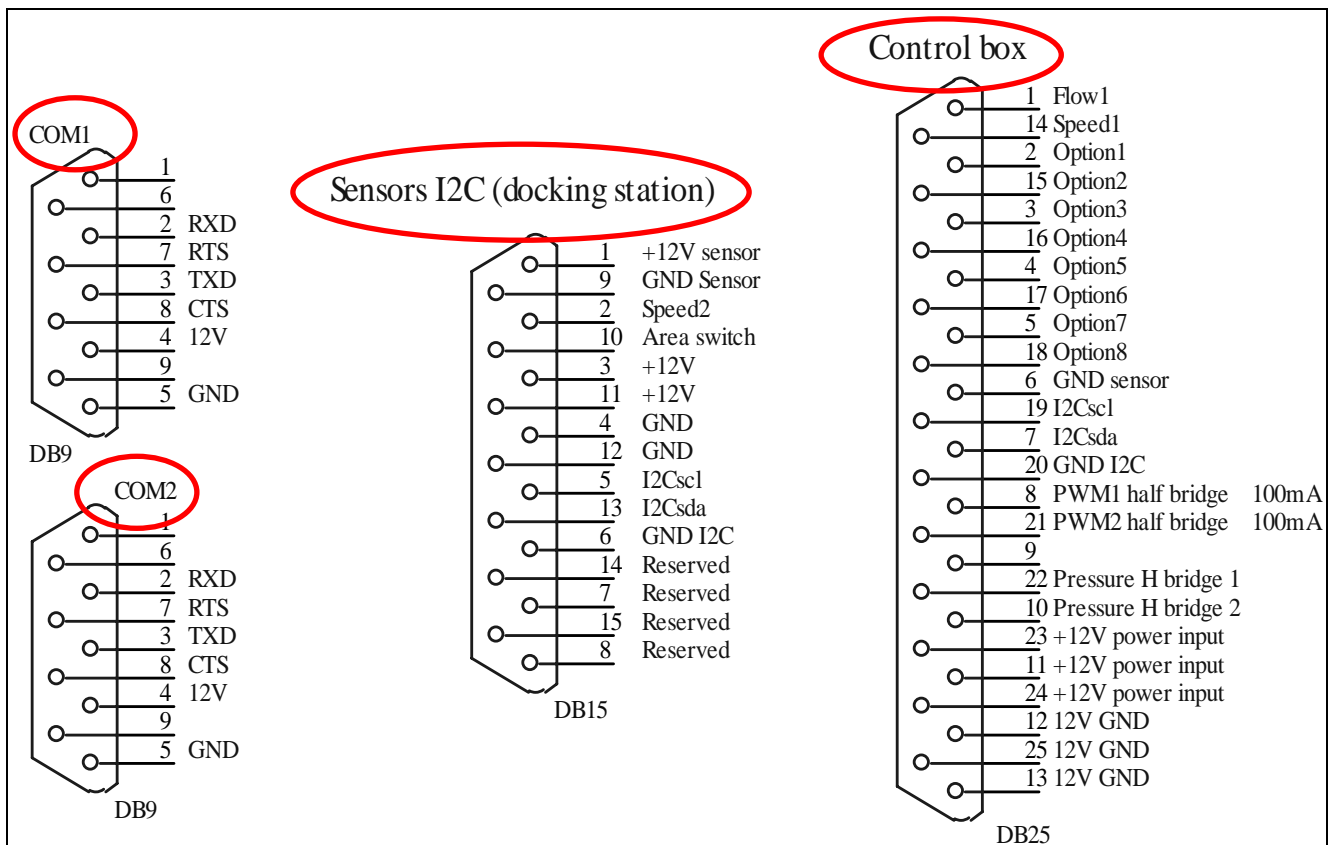 COM1
1
6
2 RXD
7 RTS
3 TXD
8 CTS
4 12V
9
5 GND
DB9
COM2
1
6
2 RXD
7 RTS
3 TXD
8 CTS
4 12V
9
5 GND
DB9
Sensors I2C (docking station)
1 +12V sensor
9 GND Sensor
2 Speed2
10 Area switch
3 +12V
11 +12V
4 GND
12 GND
5 I2Cscl
13 I2Csda
6 GND I2C
14 Reserved
7 Reserved
15 Reserved
8 Reserved
DB15
Control box
1 Flow1
14 Speed1
2 Option1
15 Option2
3 Option3
16 Option4
4 Option5
17 Option6
5 Option7
18 Option8
6 GND sensor
19 I2Cscl
7 I2Csda
20 GND I2C
8 PWM1 half bridge 100mA
21 PWM2 half bridge 100mA
9
22 Pressure H bridge 1
10 Pressure H bridge 2
23 +12V power input
11 +12V power input
24 +12V power input
12 12V GND
25 12V GND
13 12V GND
DB25